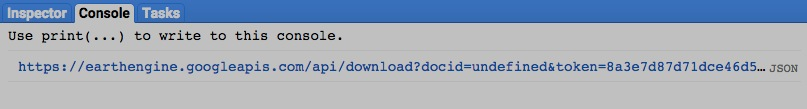 Inspector Console Tasks
Use print(...) to write to this console.
https://earthengine.googleapis.com/api/download?docid=undefined&token=8a3e7d87d71dce46d5… JSON